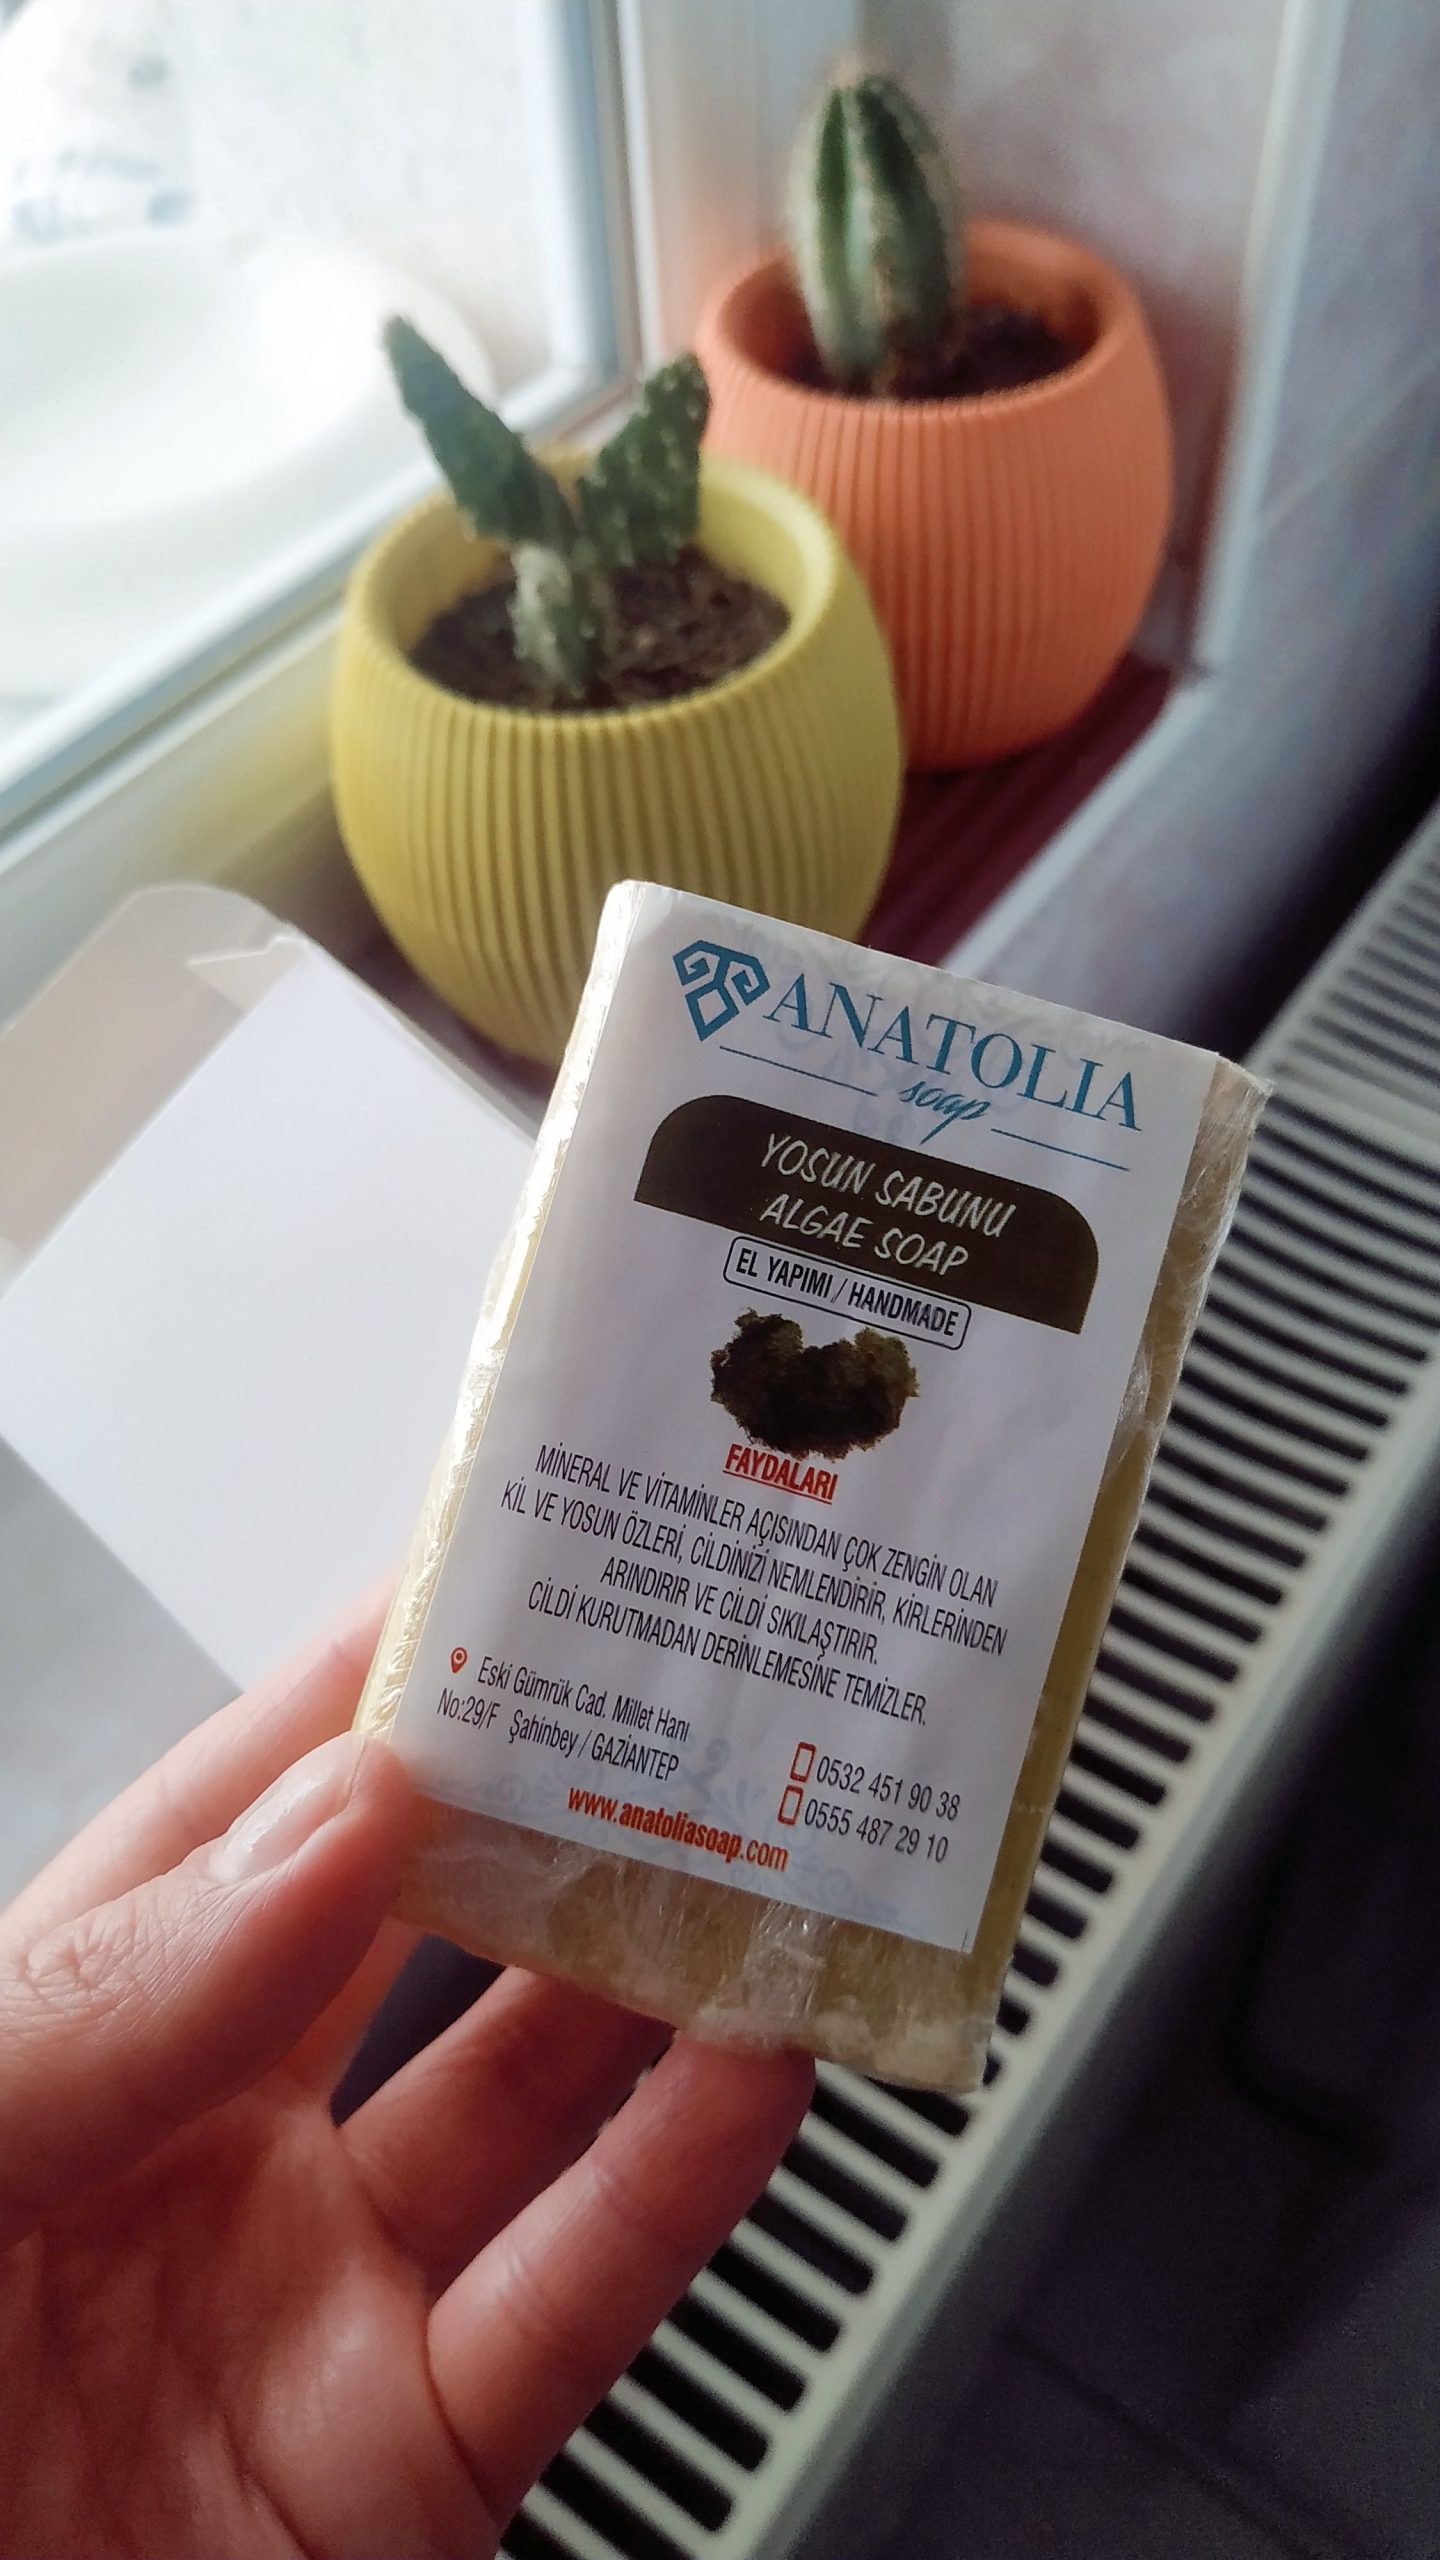 ANATOLIA
soap
YOSUN SABUNU
ALGAE SOAP
EL YAPIMI / HANDMADE
FAYDALARI
MİNERAL VE VİTAMİNLER AÇISINDAN ÇOK ZENGİN OLAN
KİL VE YOSUN ÖZLERİ, CİLDİNİZİ NEMLENDİRİR, KİRLERİNDEN
ARINDIRIR VE CİLDİ SIKILAŞTIRIR.
CİLDİ KURUTMADAN DERİNLEMESİNE TEMİZLER.
Eski Gümrük Cad. Millet Hanı
No:29/F Şahinbey / GAZİANTEP
0532 451 90 38
0555 487 29 10
www.anatoliasoap.com